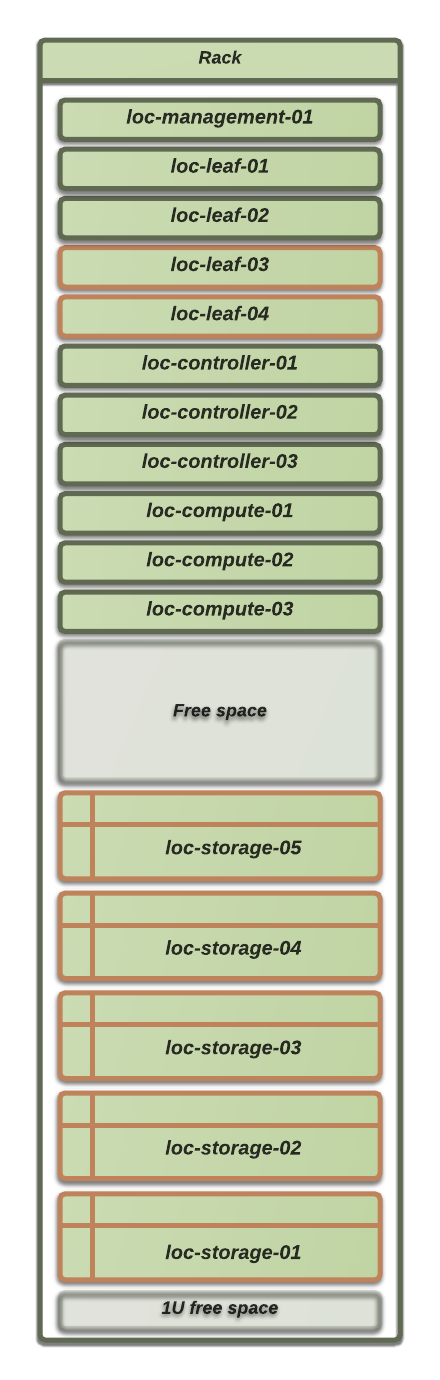 Rack
loc-management-01
loc-leaf-01
loc-leaf-02
loc-leaf-03
loc-leaf-04
loc-controller-01
loc-controller-02
loc-controller-03
loc-compute-01
loc-compute-02
loc-compute-03
Free space
loc-storage-05
loc-storage-04
loc-storage-03
loc-storage-02
loc-storage-01
1U free space